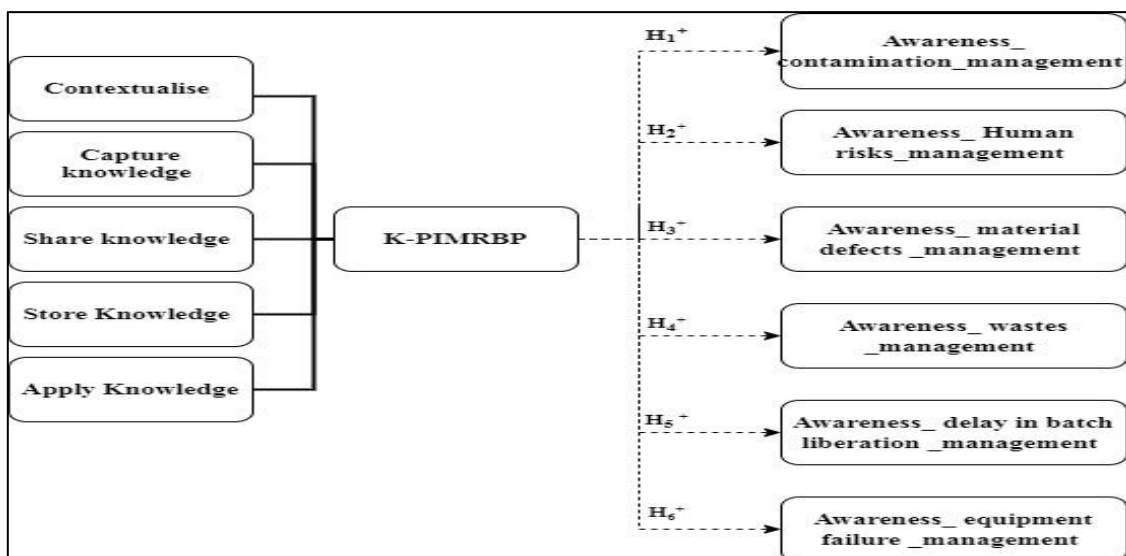 Contextualise
Capture
knowledge
Share knowledge
Store Knowledge
Apply Knowledge
K-PIMRBP
H₁⁺
Awareness_
contamination_management
H₂⁺
Awareness_ Human
risks_management
H₃⁺
Awareness_ material
defects _management
H₄⁺
Awareness_ wastes
_management
H₅⁺
Awareness_ delay in batch
liberation _management
H₆⁺
Awareness_ equipment
failure _management